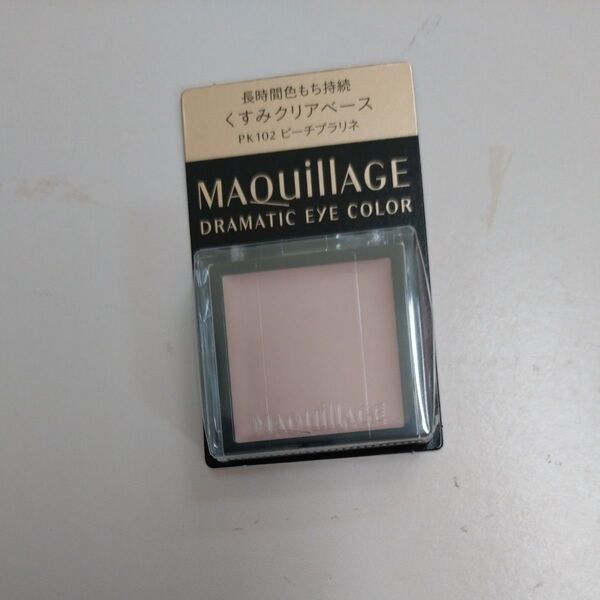 長時間色もち持続
くすみクリアベース
PK102 ピーチプラリネ
MAQuillAGE
DRAMATIC EYE COLOR
MAQuillAGE